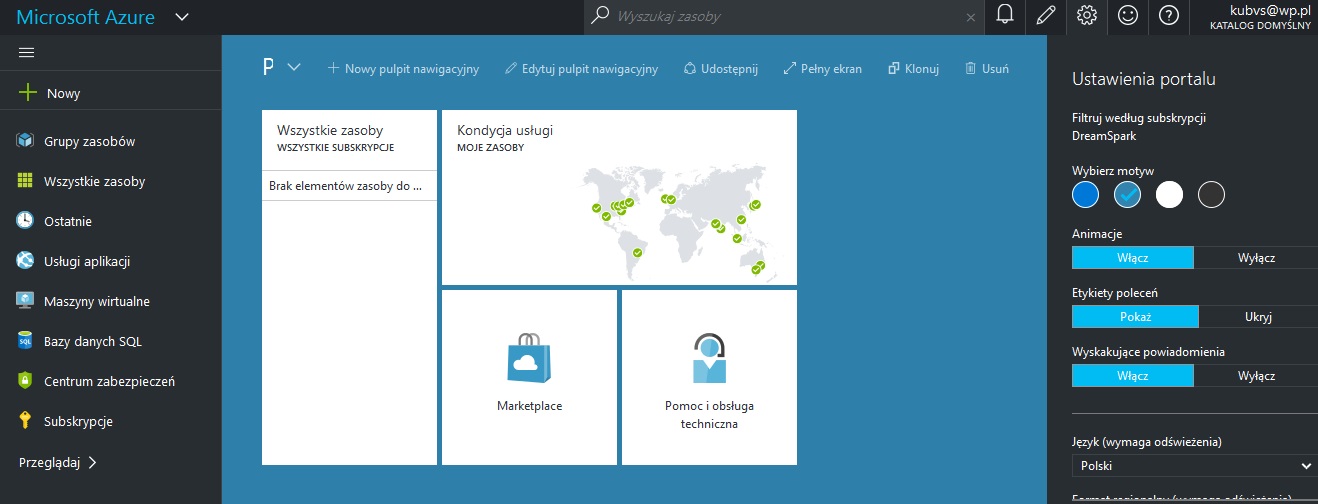 Microsoft Azure
Wyszukaj zasoby
kubvs@wp.pl
KATALOG DOMYŚLNY
Nowy
Grupy zasobów
Wszystkie zasoby
Ostatnie
Usługi aplikacji
Maszyny wirtualne
Bazy danych SQL
Centrum zabezpieczeń
Subskrypcje
Przeglądaj
P
Nowy pulpit nawigacyjny
Edytuj pulpit nawigacyjny
Udostępnij
Pełny ekran
Klonuj
Usuń
Wszystkie zasoby
WSZYSTKIE SUBSKRYPCJE
Brak elementów zasoby do ...
Kondycja usługi
MOJE ZASOBY
Marketplace
Pomoc i obsługa
techniczna
Ustawienia portalu
Filtruj według subskrypcji
DreamSpark
Wybierz motyw
Animacje
Włącz Wyłącz
Etykiety poleceń
Pokaż Ukryj
Wyskakujące powiadomienia
Włącz Wyłącz
Język (wymaga odświeżenia)
Polski
Format regionalny (wymaga odświeżenia)